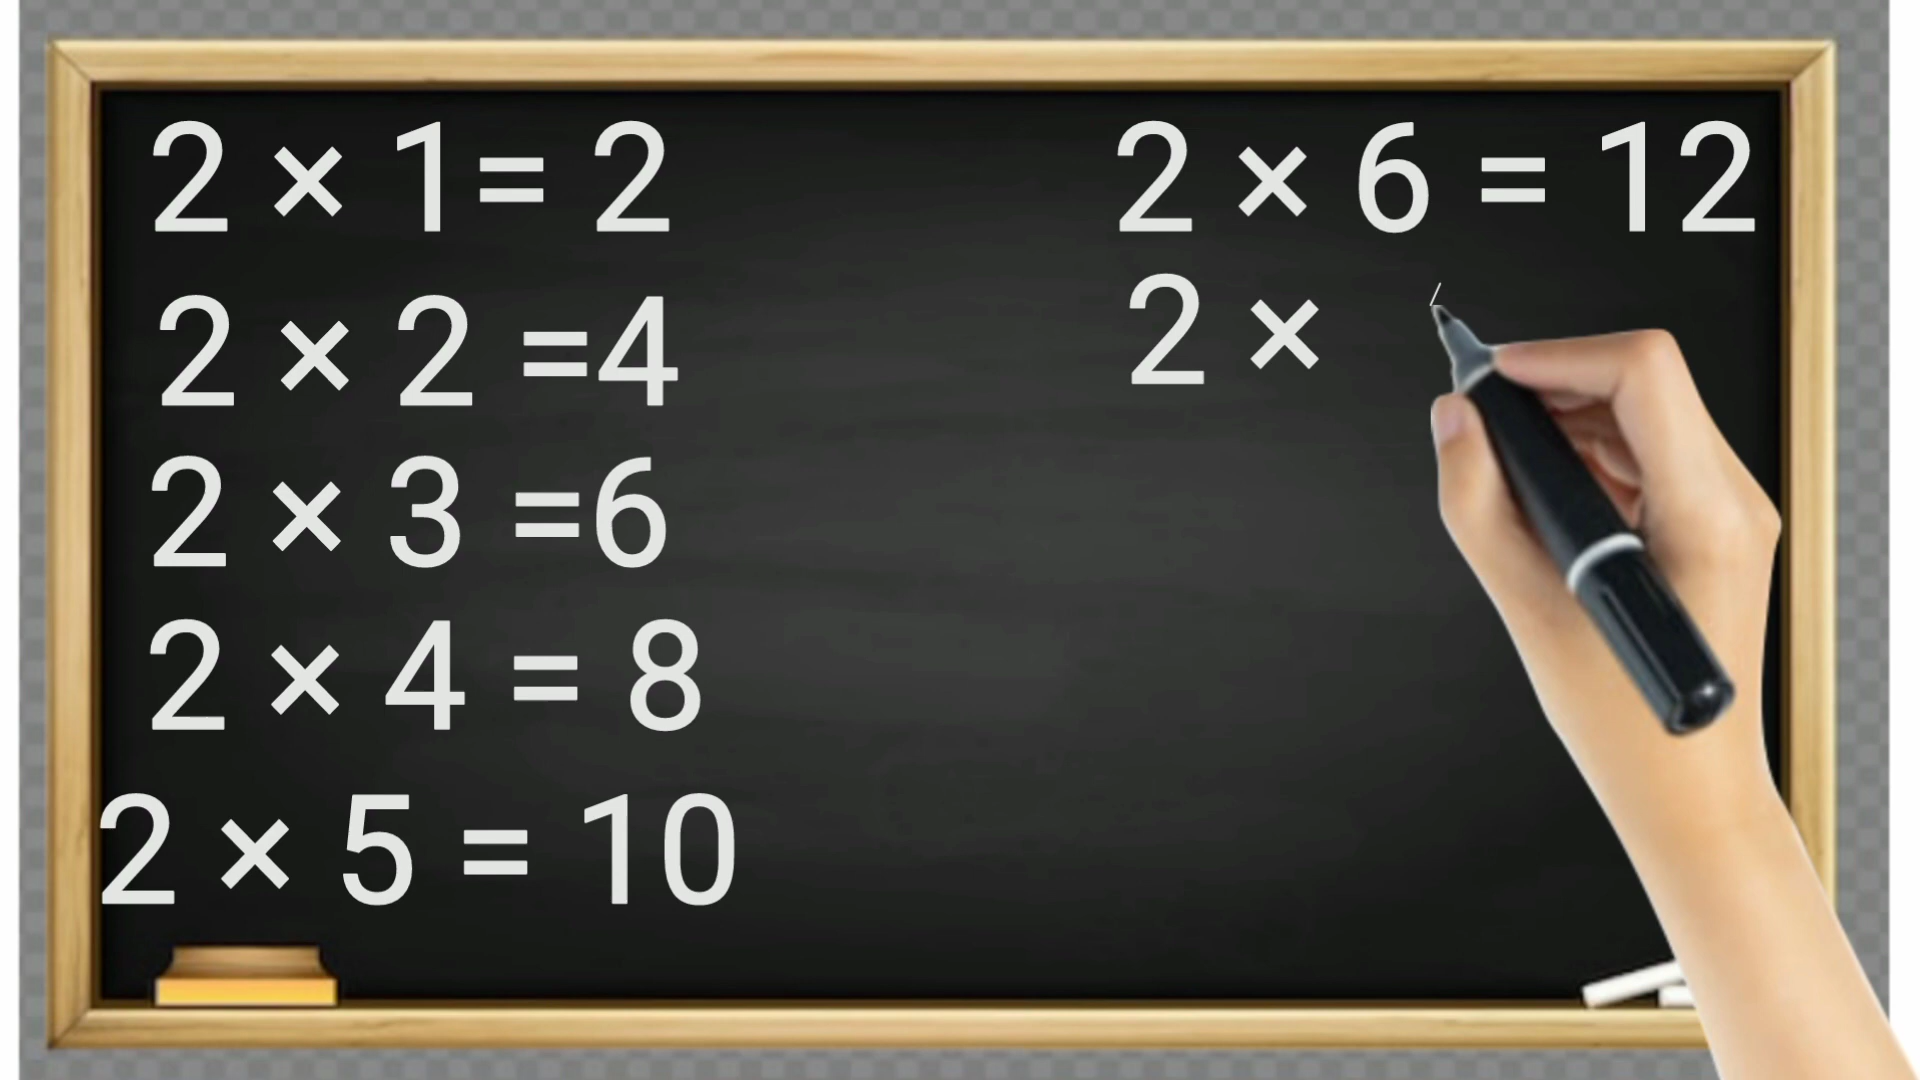 2 × 1= 2
2 × 2 =4
2 × 3 =6
2 × 4 = 8
2 × 5 = 10
2 × 6 = 12
2 ×